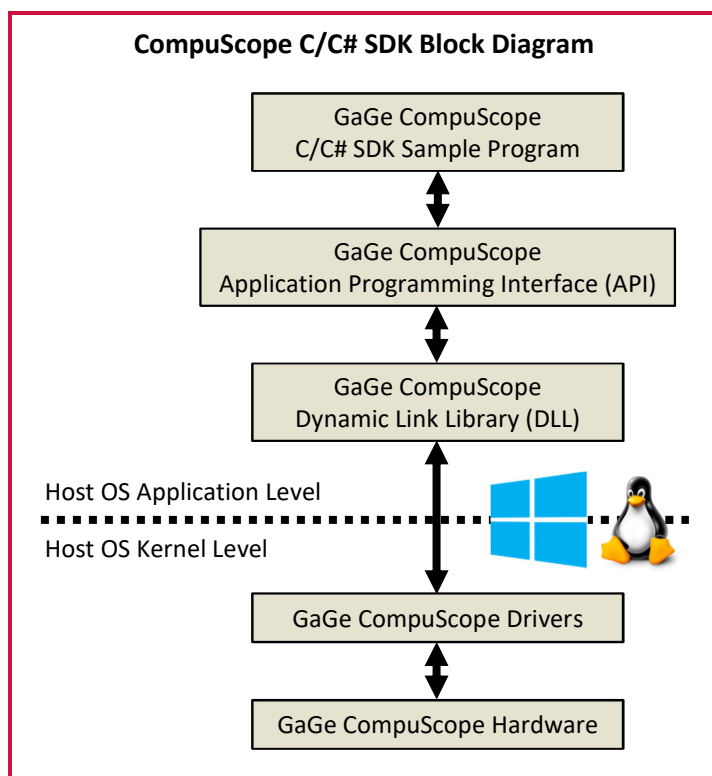 CompuScope C/C# SDK Block Diagram
GaGe CompuScope
C/C# SDK Sample Program
GaGe CompuScope
Application Programming Interface (API)
GaGe CompuScope
Dynamic Link Library (DLL)
Host OS Application Level
Host OS Kernel Level
GaGe CompuScope Drivers
GaGe CompuScope Hardware